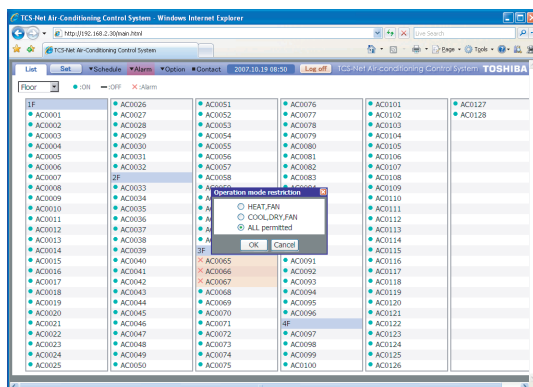 TCS-Net Air-Conditioning Control System - Windows Internet Explorer
http://192.168.2.30/main.html
Live Search
TCS-Net Air-Conditioning Control System
Page
Tools
List Set ▼Schedule ▼Alarm ▼Option ■Contact 2007.10.19 08:50 Log off TCS-Net Air-conditioning Control System TOSHIBA
Floor :ON :OFF ×:Alarm
1F
AC0001
AC0002
AC0003
AC0004
AC0005
AC0006
AC0007
AC0008
AC0009
AC0010
AC0011
AC0012
AC0013
AC0014
AC0015
AC0016
AC0017
AC0018
AC0019
AC0020
AC0021
AC0022
AC0023
AC0024
AC0025
AC0026
AC0027
AC0028
AC0029
AC0030
AC0031
AC0032
2F
AC0033
AC0034
AC0035
AC0036
AC0037
AC0038
AC0039
AC0040
AC0041
AC0042
AC0043
AC0044
AC0045
AC0046
AC0047
AC0048
AC0049
AC0050
AC0051
AC0052
AC0053
AC0054
AC0055
AC0056
AC0057
AC0058
3F
× AC0065
× AC0066
× AC0067
AC0068
AC0069
AC0070
AC0071
AC0072
AC0073
AC0074
AC0075
AC0076
AC0077
AC0078
AC0079
AC0080
AC0081
AC0082
AC0083
AC0091
AC0092
AC0093
AC0094
AC0095
AC0096
4F
AC0097
AC0098
AC0099
AC0100
AC0101
AC0102
AC0103
AC0104
AC0105
AC0106
AC0107
AC0108
AC0109
AC0110
AC0111
AC0112
AC0113
AC0114
AC0115
AC0116
AC0117
AC0118
AC0119
AC0120
AC0121
AC0122
AC0123
AC0124
AC0125
AC0126
AC0127
AC0128
Operation mode restriction
HEAT,FAN
COOL,DRY,FAN
ALL permitted
OK Cancel